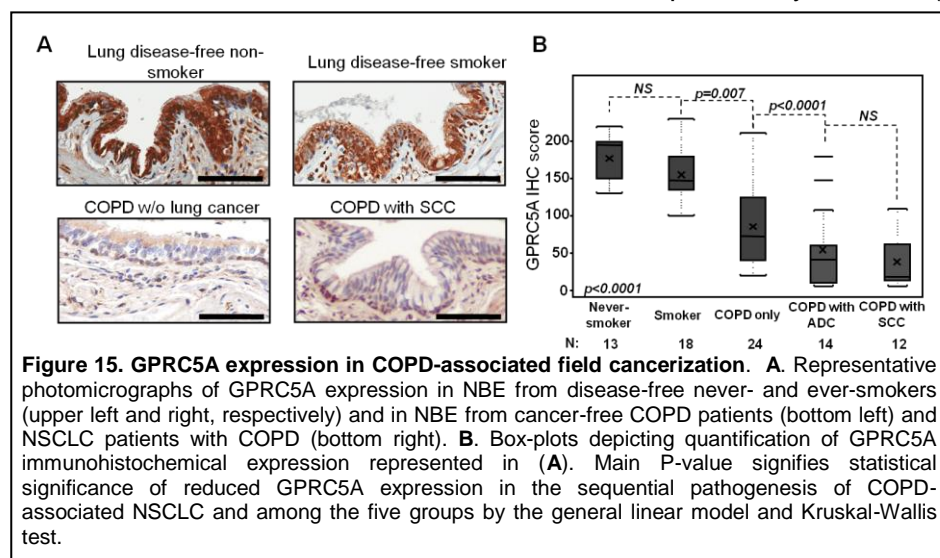 A
Lung disease-free non-
smoker
Lung disease-free smoker
COPD w/o lung cancer
COPD with SCC
B
NS
p=0.007
p<0.0001
NS
GPRC5A IHC score
200
150
100
50
0
p<0.0001
Never-
smoker
Smoker
COPD only
COPD with
ADC
COPD with
SCC
N: 13 18 24 14 12
Figure 15. GPRC5A expression in COPD-associated field cancerization. A. Representative
photomicrographs of GPRC5A expression in NBE from disease-free never- and ever-smokers
(upper left and right, respectively) and in NBE from cancer-free COPD patients (bottom left) and
NSCLC patients with COPD (bottom right). B. Box-plots depicting quantification of GPRC5A
immunohistochemical expression represented in (A). Main P-value signifies statistical
significance of reduced GPRC5A expression in the sequential pathogenesis of COPD-
associated NSCLC and among the five groups by the general linear model and Kruskal-Wallis
test.